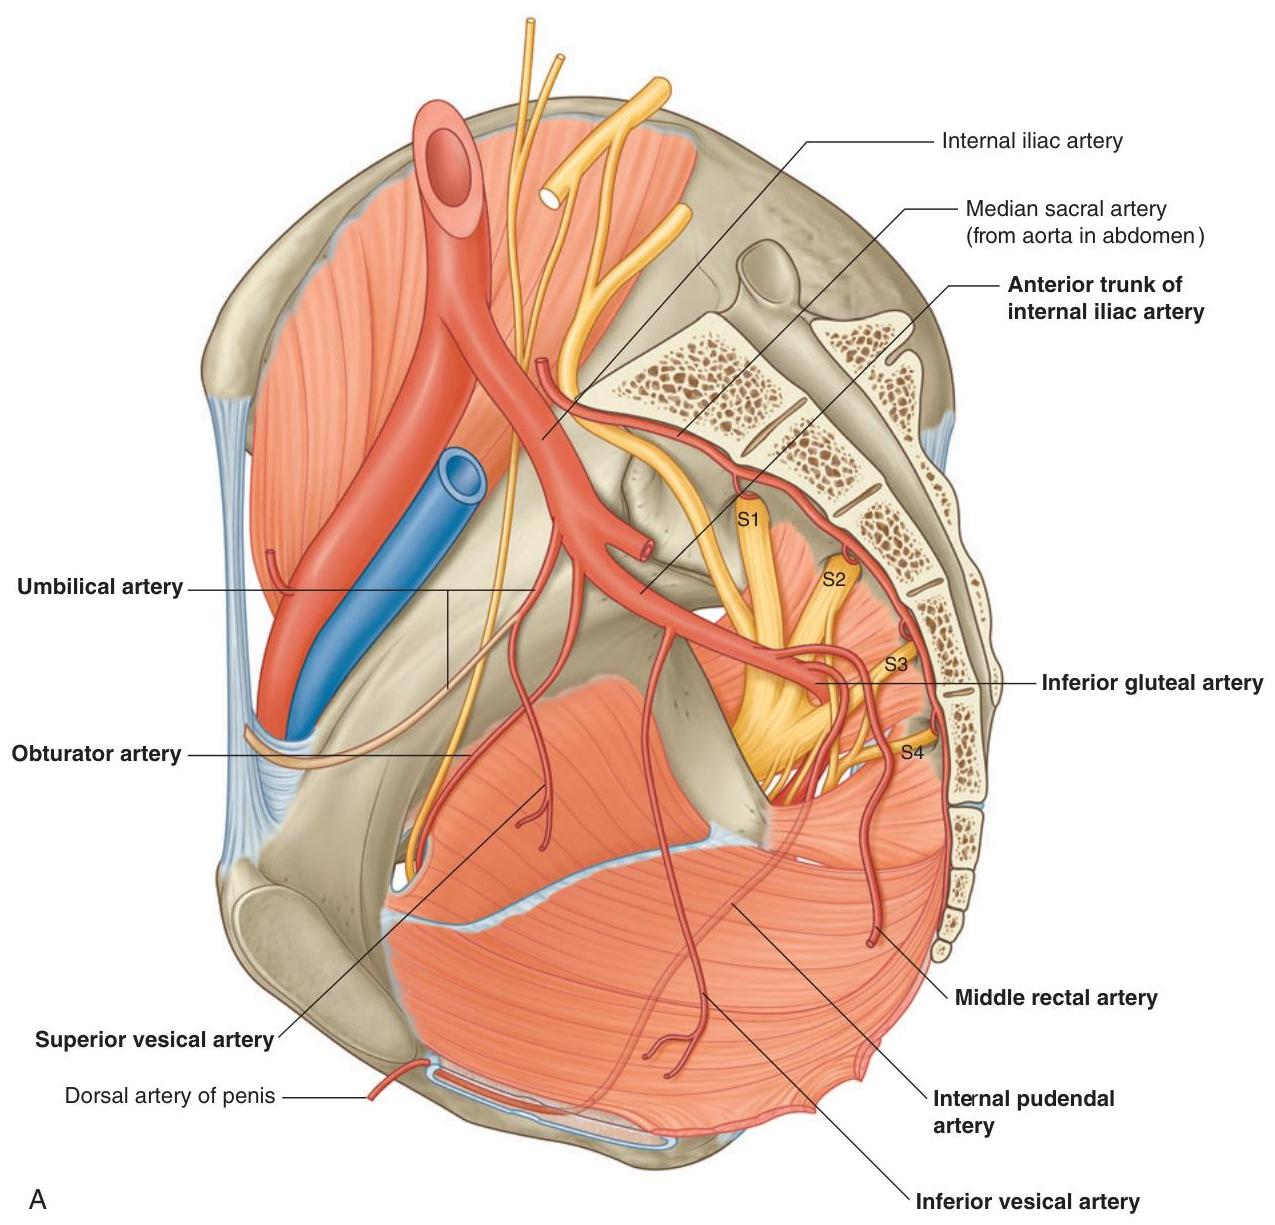 Internal iliac artery
Median sacral artery
(from aorta in abdomen)
Anterior trunk of
internal iliac artery
S1
S2
Umbilical artery
S3
Inferior gluteal artery
Obturator artery
S4
Middle rectal artery
Superior vesical artery
Dorsal artery of penis
Internal pudendal
artery
Inferior vesical artery
A